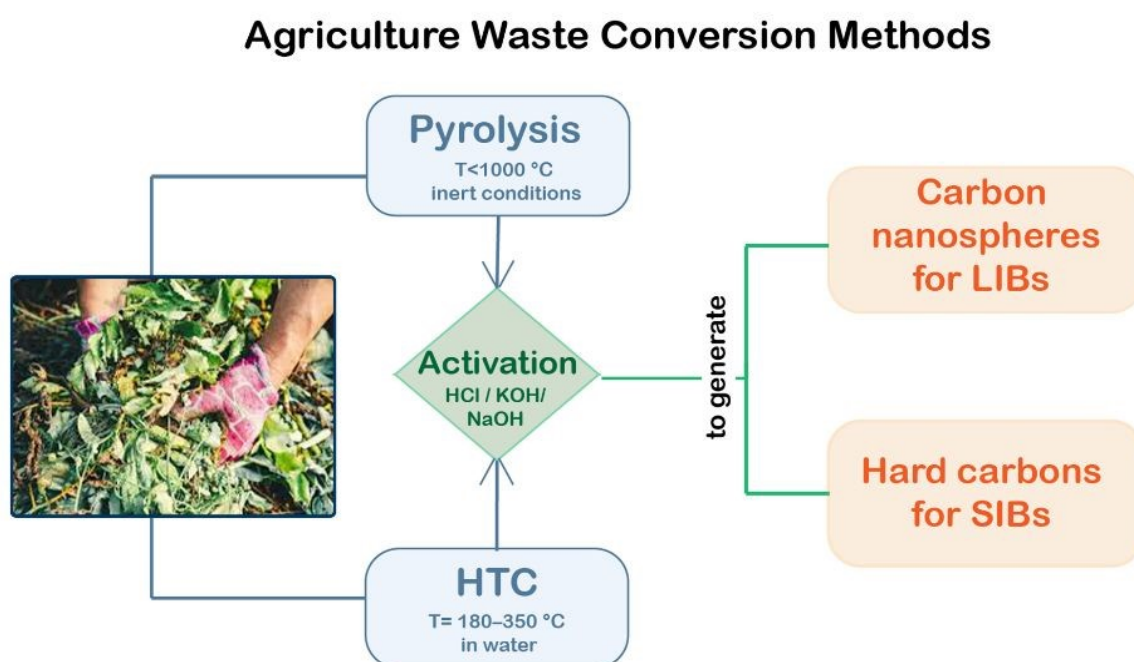 Agriculture Waste Conversion Methods
Pyrolysis
T<1000 °C
inert conditions
Activation
HCl / KOH/
NaOH
HTC
T= 180–350 °C
in water
to generate
Carbon
nanospheres
for LIBs
Hard carbons
for SIBs